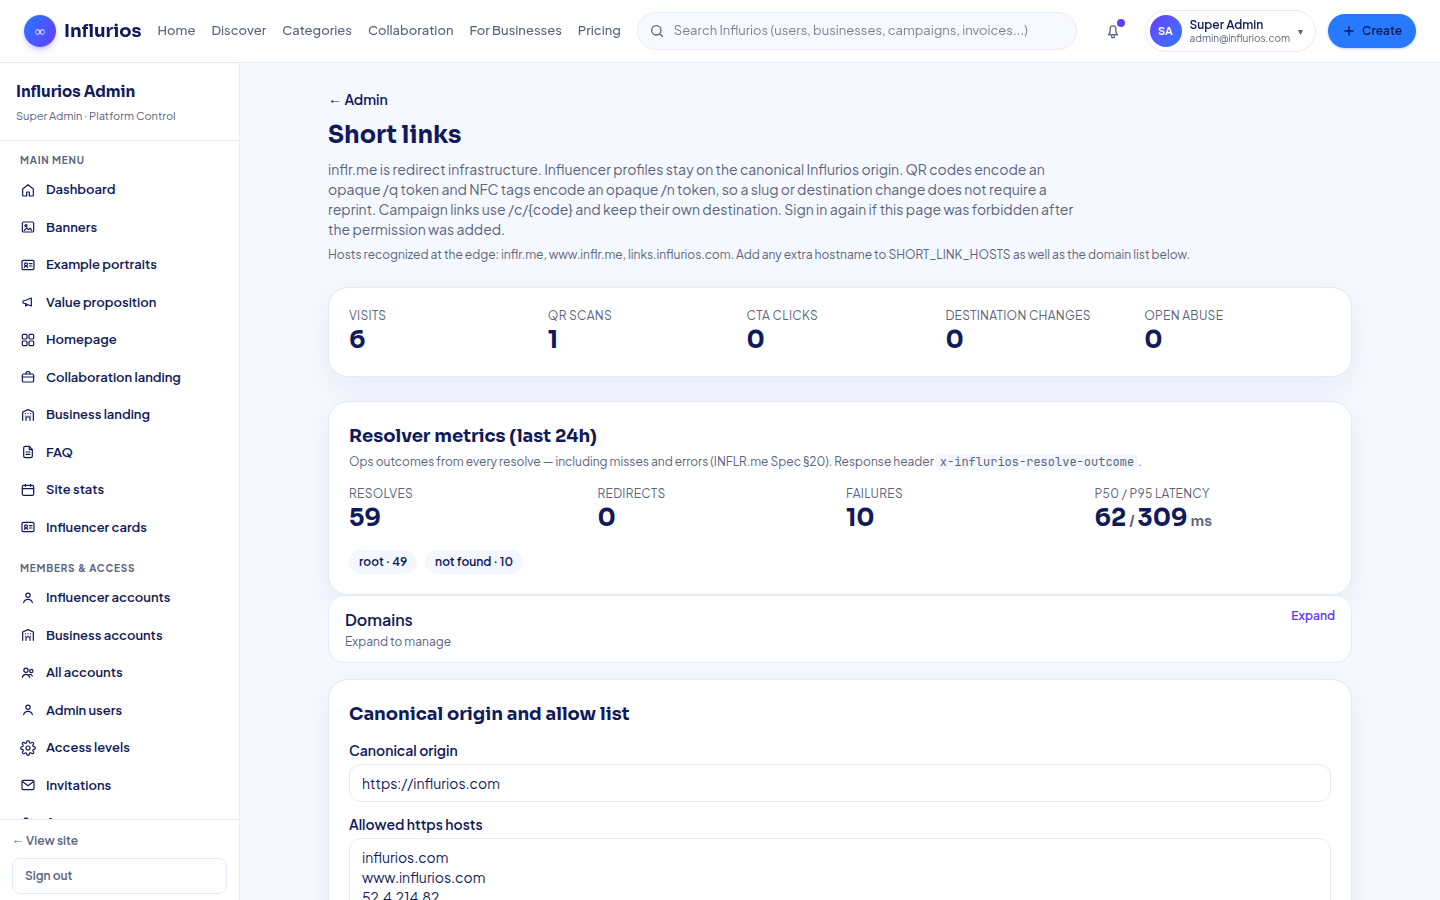 ∞ Influrios Home Discover Categories Collaboration For Businesses Pricing Search Influrios (users, businesses, campaigns, invoices...) SA Super Admin ▾ + Create
admin@influrios.com
Influrios Admin
Super Admin · Platform Control
MAIN MENU
Dashboard
Banners
Example portraits
Value proposition
Homepage
Collaboration landing
Business landing
FAQ
Site stats
Influencer cards
MEMBERS & ACCESS
Influencer accounts
Business accounts
All accounts
Admin users
Access levels
Invitations
← View site
Sign out
← Admin
Short links
inflr.me is redirect infrastructure. Influencer profiles stay on the canonical Influrios origin. QR codes encode an
opaque /q token and NFC tags encode an opaque /n token, so a slug or destination change does not require a
reprint. Campaign links use /c/{code} and keep their own destination. Sign in again if this page was forbidden after
the permission was added.
Hosts recognized at the edge: inflr.me, www.inflr.me, links.influrios.com. Add any extra hostname to SHORT_LINK_HOSTS as well as the domain list below.
VISITS QR SCANS CTA CLICKS DESTINATION CHANGES OPEN ABUSE
6 1 0 0 0
Resolver metrics (last 24h)
Ops outcomes from every resolve — including misses and errors (INFLR.me Spec §20). Response header x-influrios-resolve-outcome .
RESOLVES REDIRECTS FAILURES P50 / P95 LATENCY
59 0 10 62 / 309 ms
root · 49 not found · 10
Domains Expand
Expand to manage
Canonical origin and allow list
Canonical origin
https://influrios.com
Allowed https hosts
influrios.com
www.influrios.com
52.4.214.82